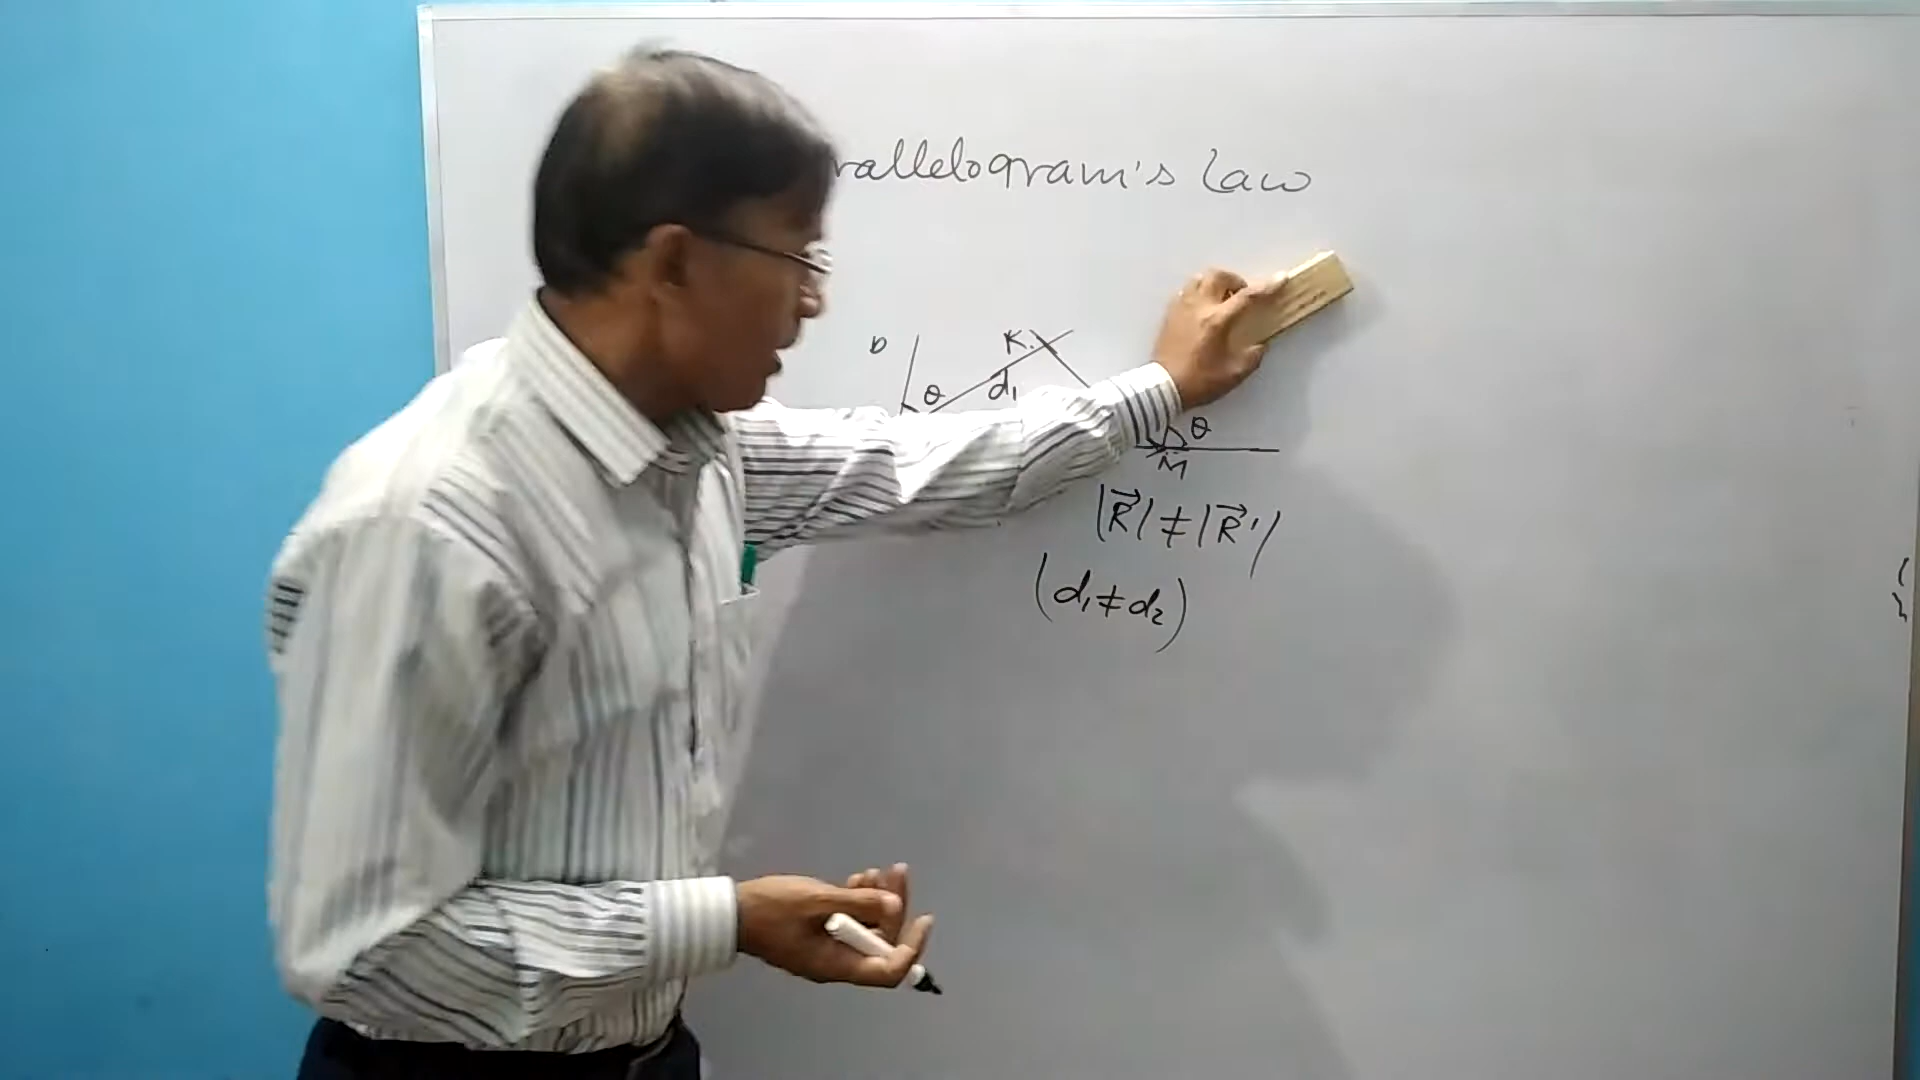 rallelogram's Law
D
K
θ
d₁
θ
M
|R⃗| ≠ |R⃗'|
(d₁ ≠ d₂)